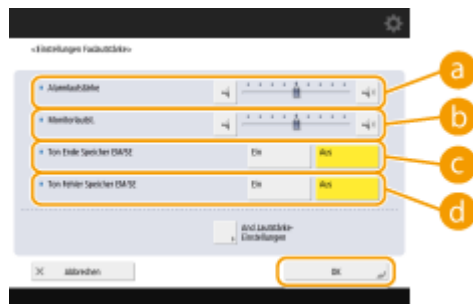 <Einstellungen Faxlautstärke>
Alarmlautstärke
a
Monitorlautst.
b
Ton Ende Speicher EM/SE
Ein
Aus
c
Ton Fehler Speicher EM/SE
Ein
Aus
d
And. Lautstärke-
Einstellungen
Abbrechen
OK